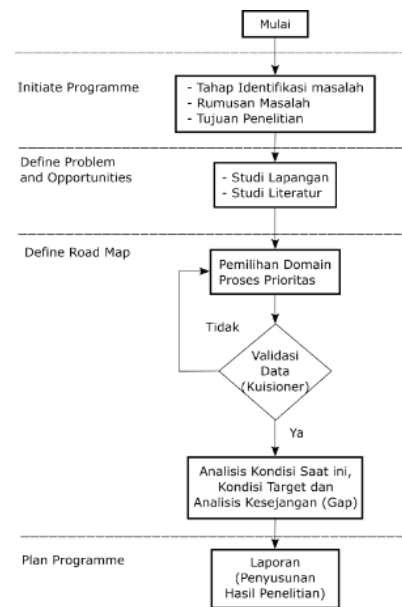 Mulai
Initiate Programme
- Tahap Identifikasi masalah
- Rumusan Masalah
- Tujuan Penelitian
Define Problem
and Opportunities
- Studi Lapangan
- Studi Literatur
Define Road Map
Pemilihan Domain
Proses Prioritas
Tidak
Validasi
Data
(Kuisioner)
Ya
Analisis Kondisi Saat ini,
Kondisi Target dan
Analisis Kesejangan (Gap)
Plan Programme
Laporan
(Penyusunan
Hasil Penelitian)